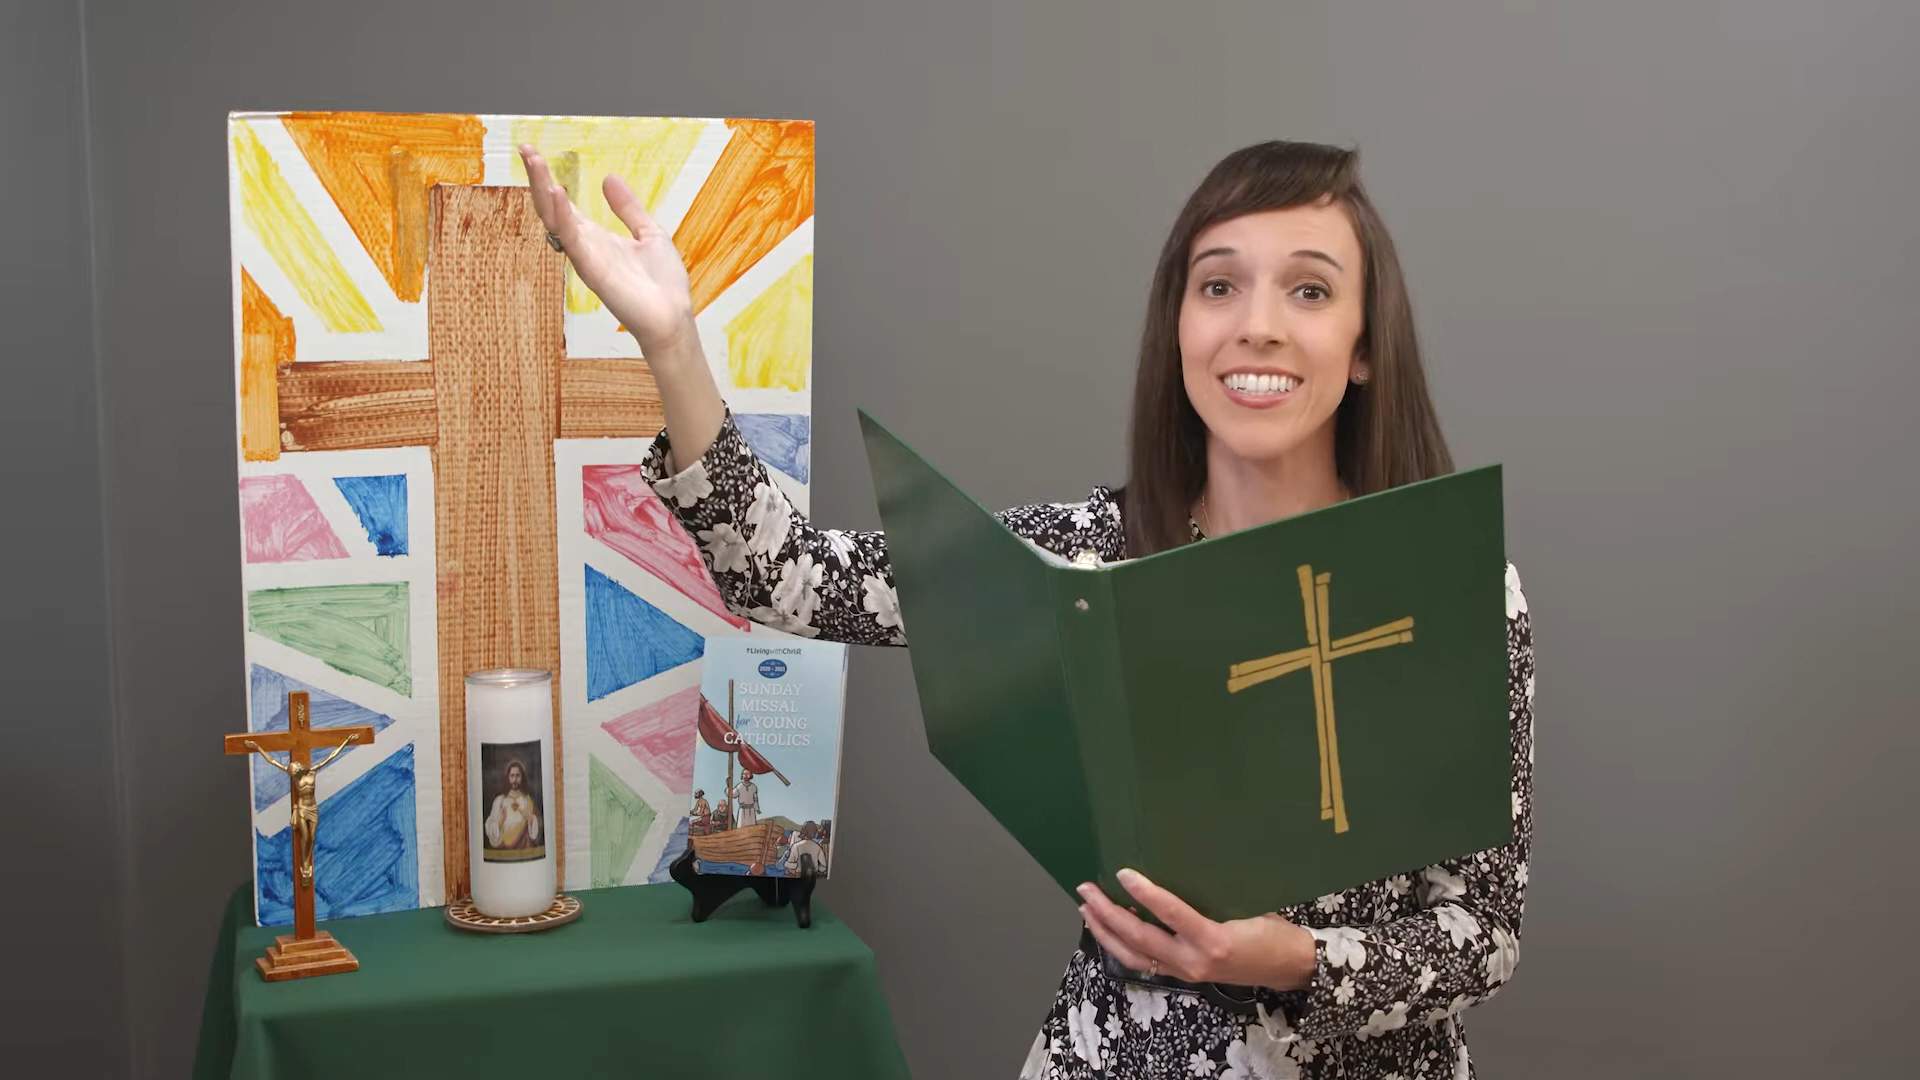 LivingwithChrist
2020 - 2021
SUNDAY
MISSAL
for YOUNG
CATHOLICS